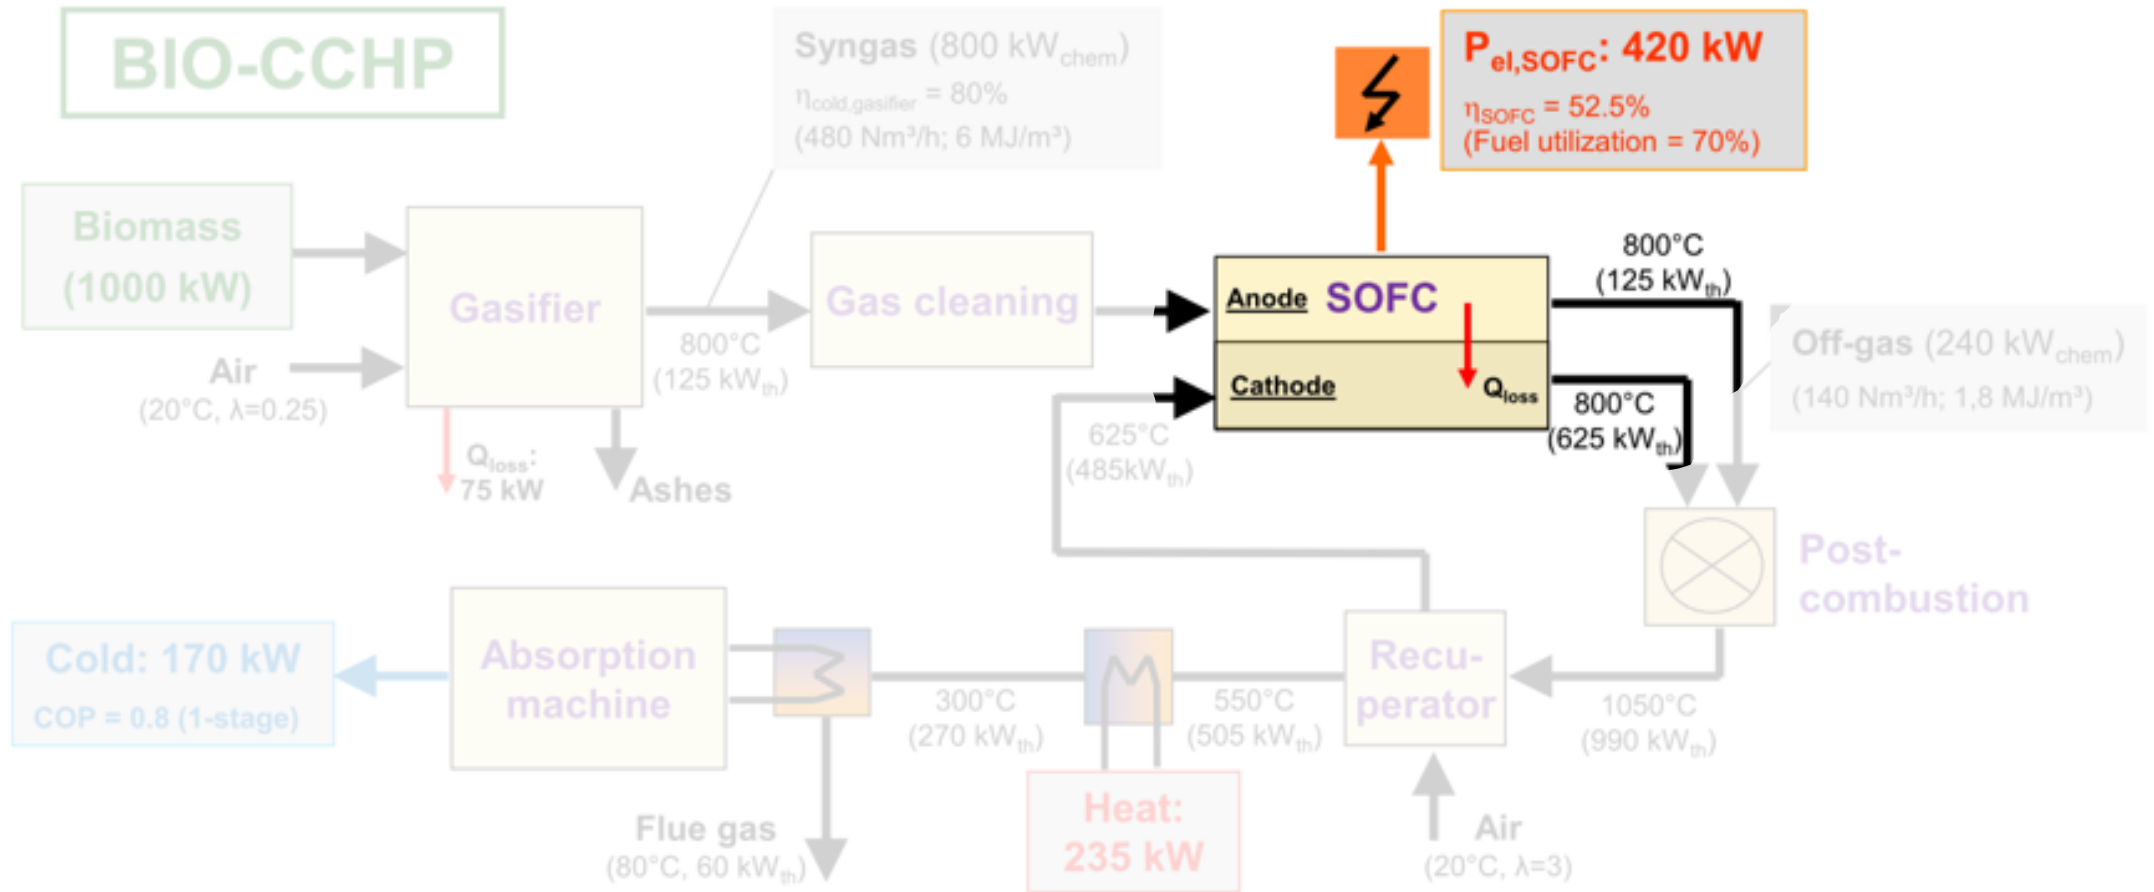 BIO-CCHP
Syngas (800 kWchem)
ηcold,gasifier = 80%
(480 Nm³/h; 6 MJ/m³)
Pel,SOFC: 420 kW
ηSOFC = 52.5%
(Fuel utilization = 70%)
Biomass
(1000 kW)
Air
(20°C, λ=0.25)
Gasifier
Qloss:
75 kW
Ashes
800°C
(125 kWth)
Gas cleaning
Anode SOFC
Cathode
Qloss
800°C
(125 kWth)
800°C
(625 kWth)
Off-gas (240 kWchem)
(140 Nm³/h; 1,8 MJ/m³)
625°C
(485kWth)
Post-
combustion
Cold: 170 kW
COP = 0.8 (1-stage)
Absorption
machine
300°C
(270 kWth)
550°C
(505 kWth)
Recu-
perator
1050°C
(990 kWth)
Flue gas
(80°C, 60 kWth)
Heat:
235 kW
Air
(20°C, λ=3)